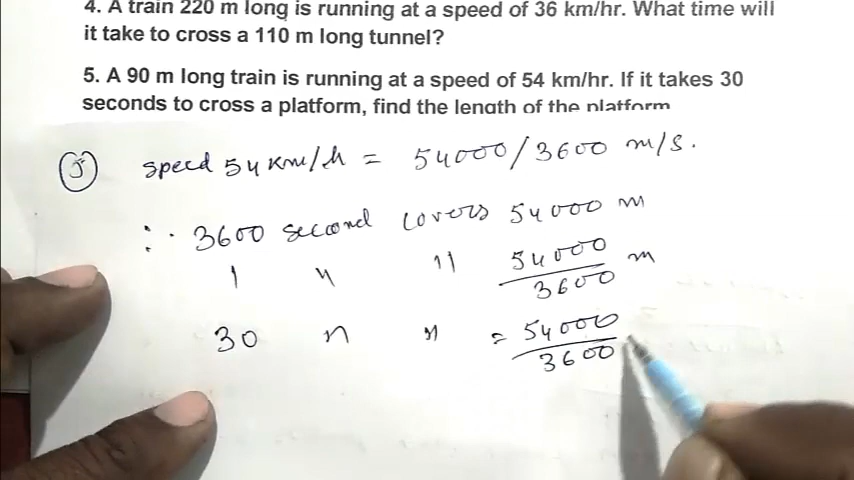 4. A train 220 m long is running at a speed of 36 km/hr. What time will
it take to cross a 110 m long tunnel?
5. A 90 m long train is running at a speed of 54 km/hr. If it takes 30
seconds to cross a platform, find the length of the platform
5 speed 54 km/h = 54000/3600 m/s.
∴ 3600 second covers 54000 m
1 〃 〃 54000/3600 m
30 〃 〃 = 54000/3600